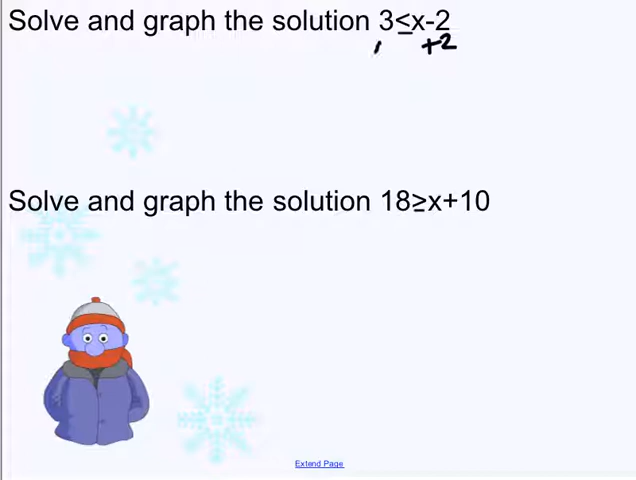 Solve and graph the solution 3≤x-2
+2
Solve and graph the solution 18≥x+10
Extend Page